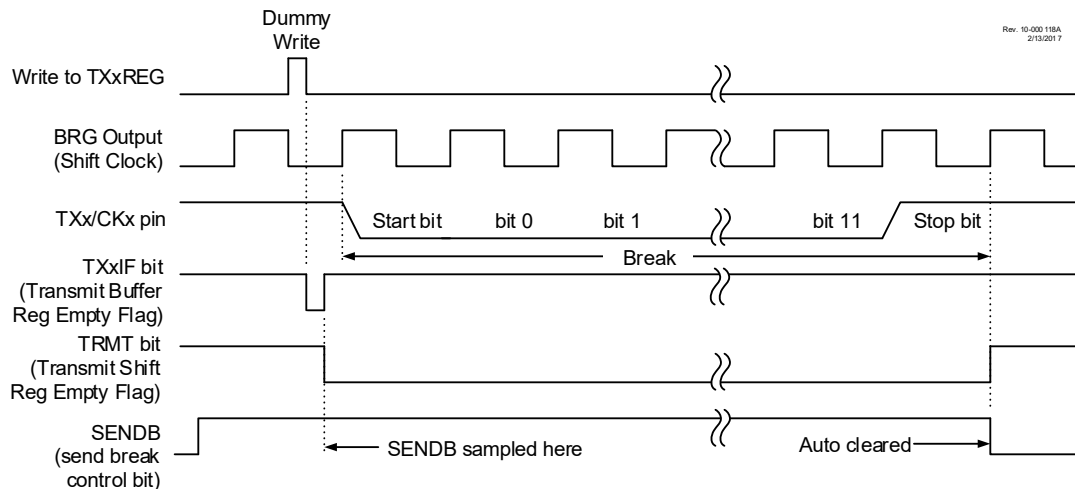 Dummy
Write
Rev. 10-000 118A
2/13/201 7
Write to TXxREG
BRG Output
(Shift Clock)
TXx/CKx pin
Start bit
bit 0
bit 1
bit 11
Stop bit
Break
TXxIF bit
(Transmit Buffer
Reg Empty Flag)
TRMT bit
(Transmit Shift
Reg Empty Flag)
SENDB
(send break
control bit)
SENDB sampled here
Auto cleared